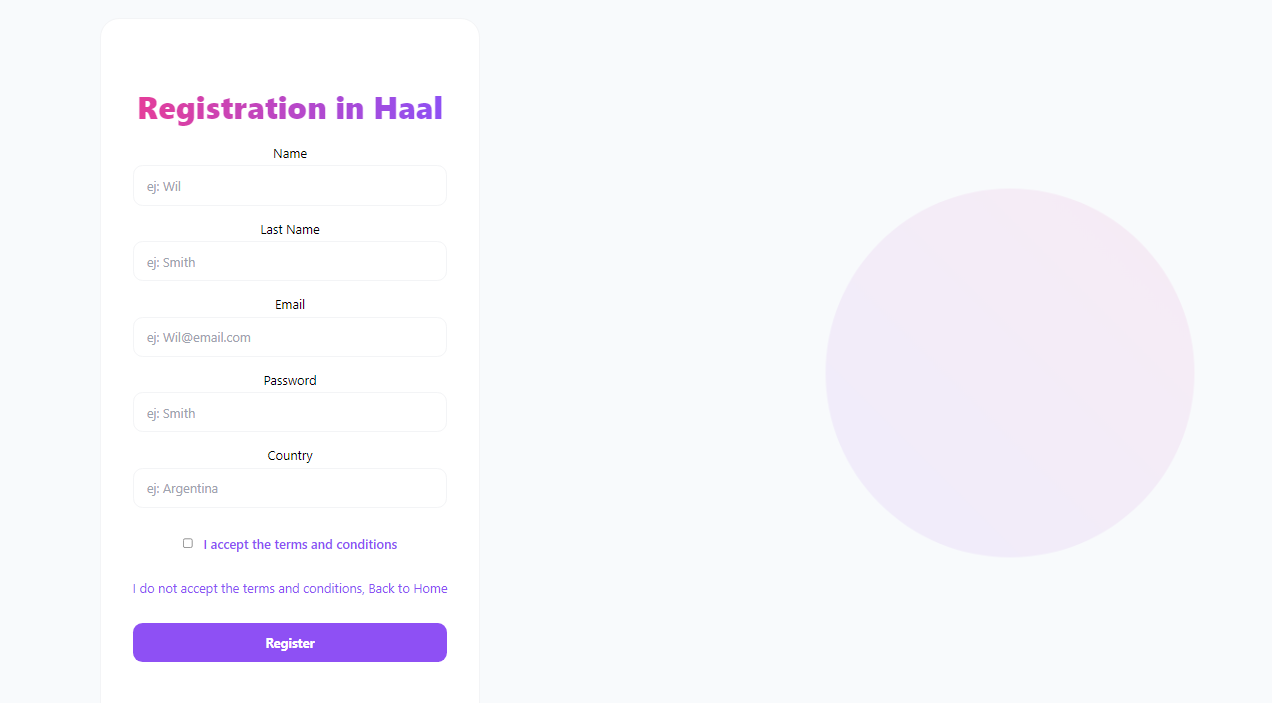 Registration in Haal
Name
ej: Wil
Last Name
ej: Smith
Email
ej: Wil@email.com
Password
ej: Smith
Country
ej: Argentina
I accept the terms and conditions
I do not accept the terms and conditions, Back to Home
Register